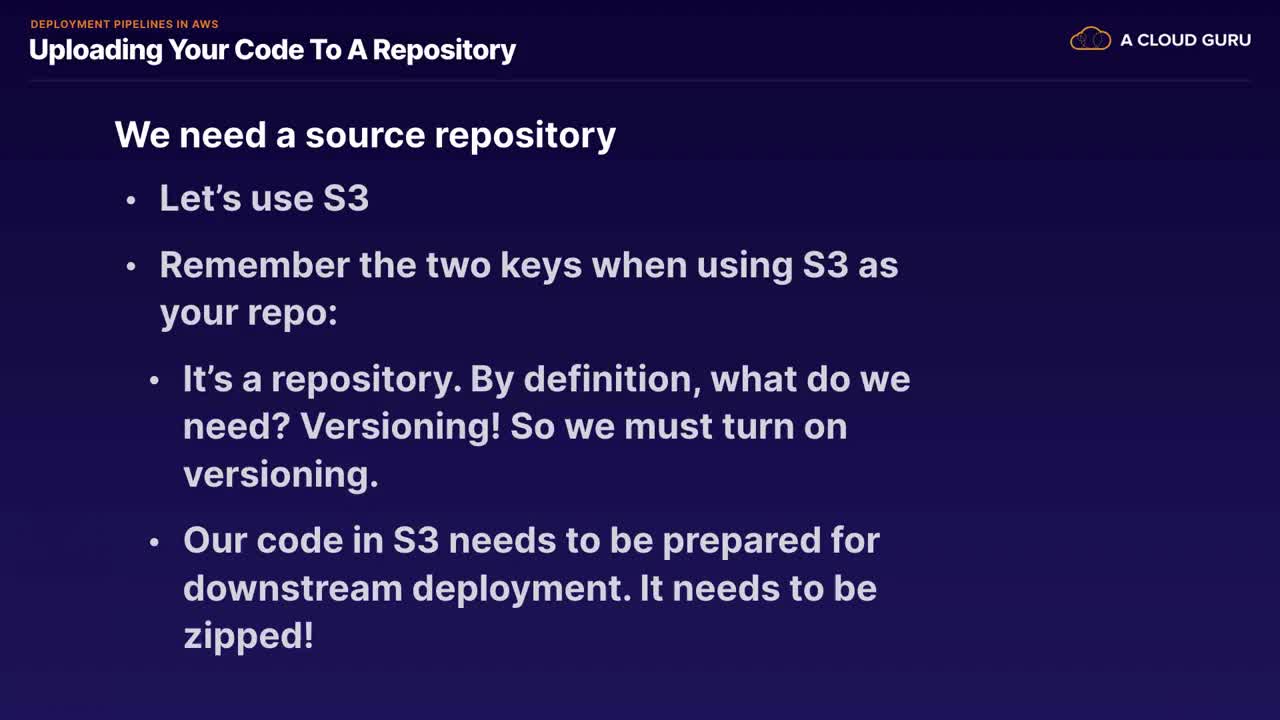 DEPLOYMENT PIPELINES IN AWS
Uploading Your Code To A Repository
A CLOUD GURU
We need a source repository
• Let’s use S3
• Remember the two keys when using S3 as
your repo:
• It’s a repository. By definition, what do we
need? Versioning! So we must turn on
versioning.
• Our code in S3 needs to be prepared for
downstream deployment. It needs to be
zipped!